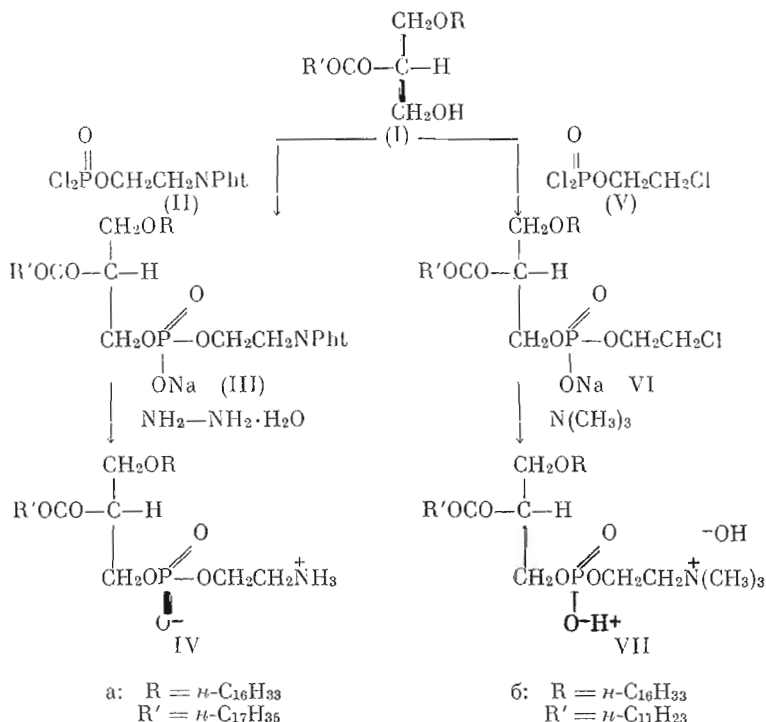 CH₂OR
R′OCO—C—H
CH₂OH
(I)
O
Cl₂POCH₂CH₂NPht
(II)
O
Cl₂POCH₂CH₂Cl
(V)
CH₂OR
R′OCO—C—H
O
CH₂OP—OCH₂CH₂NPht
ONa (III)
NH₂—NH₂·H₂O
CH₂OR
R′OCO—C—H
O
CH₂OP—OCH₂CH₂Cl
ONa VI
N(CH₃)₃
CH₂OR
R′OCO—C—H
O
CH₂OP—OCH₂CH₂N⁺H₃
O−
IV
CH₂OR
R′OCO—C—H
O
−OH
CH₂OPOCH₂CH₂N⁺(CH₃)₃
O−H+
VII
а: R = н-C₁₆H₃₃
R′ = н-C₁₇H₃₅
б: R = н-C₁₆H₃₃
R′ = н-C₁₁H₂₃